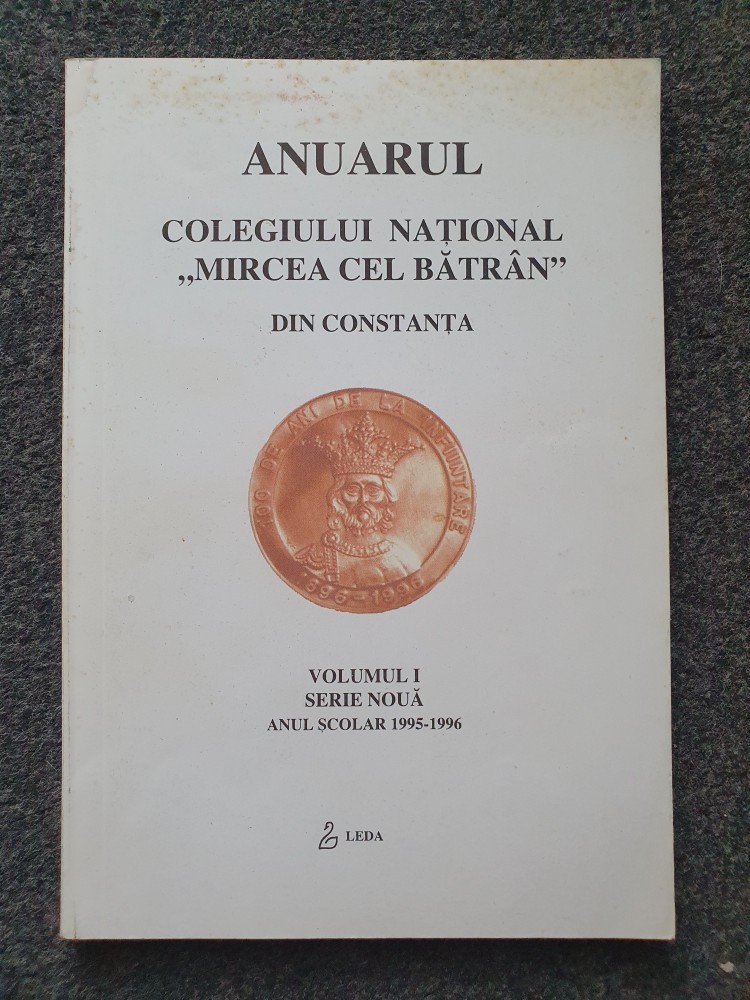 ANUARUL
COLEGIULUI NAȚIONAL
„MIRCEA CEL BĂTRÂN”
DIN CONSTANȚA
100 DE ANI DE LA INFIINTARE
1896-1996
VOLUMUL I
SERIE NOUĂ
ANUL ȘCOLAR 1995-1996
LEDA